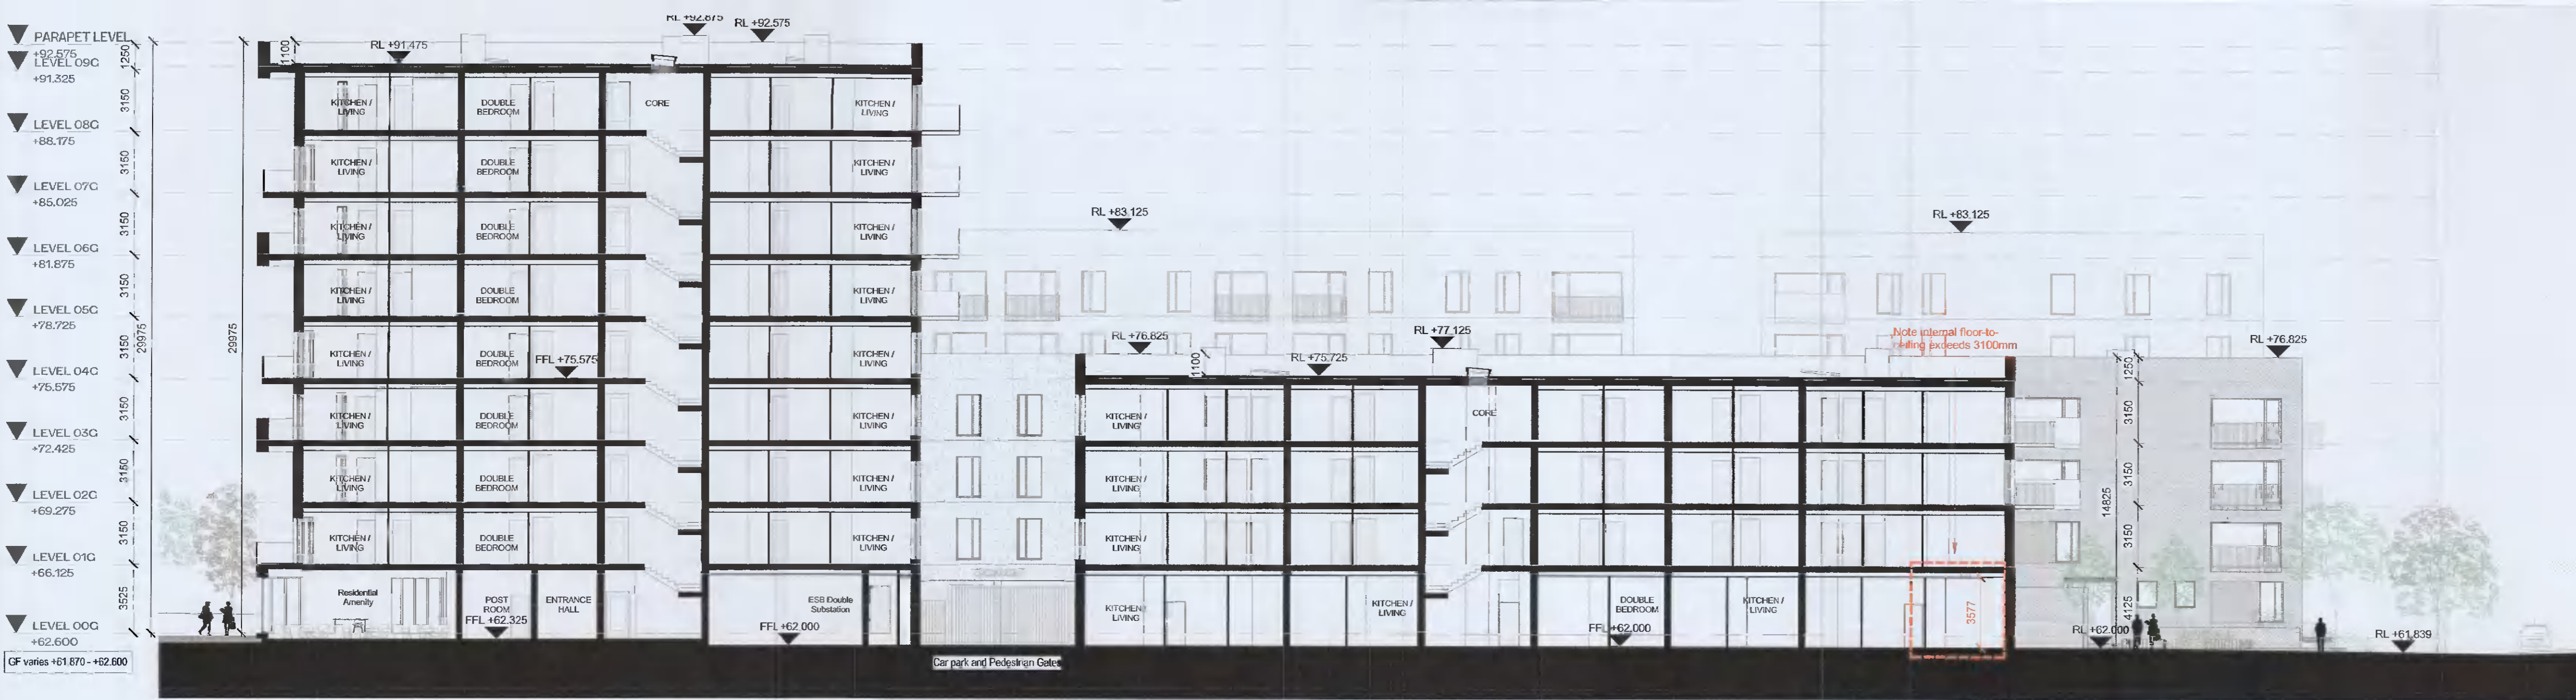 PARAPET LEVEL
+92.575
LEVEL 09G
+91.325
LEVEL 08G
+88.175
LEVEL 07G
+85.025
LEVEL 06G
+81.875
LEVEL 05G
+78.725
LEVEL 04G
+75.575
LEVEL 03G
+72.425
LEVEL 02G
+69.275
LEVEL 01G
+66.125
LEVEL 00G
+62.600
GF varies +61.870 - +62.600
1250
3150
3150
3150
3150
3150
3150
3150
3150
3525
29975
29975
1100
RL +91.475
RL +92.875
RL +92.575
KITCHEN /
LIVING
DOUBLE
BEDROOM
CORE
KITCHEN /
LIVING
KITCHEN /
LIVING
DOUBLE
BEDROOM
KITCHEN /
LIVING
KITCHEN /
LIVING
DOUBLE
BEDROOM
KITCHEN /
LIVING
KITCHEN /
LIVING
DOUBLE
BEDROOM
KITCHEN /
LIVING
KITCHEN /
LIVING
DOUBLE
BEDROOM
FFL +75.575
KITCHEN /
LIVING
KITCHEN /
LIVING
DOUBLE
BEDROOM
KITCHEN /
LIVING
KITCHEN /
LIVING
DOUBLE
BEDROOM
KITCHEN /
LIVING
KITCHEN /
LIVING
DOUBLE
BEDROOM
KITCHEN /
LIVING
Residential
Amenity
POST
ROOM
FFL +62.325
ENTRANCE
HALL
ESB Double
Substation
FFL +62.000
Car park and Pedestrian Gates
RL +83.125
RL +83.125
RL +76.825
1100
RL +75.725
RL +77.125
Note internal floor-to-
ceiling exceeds 3100mm
RL +76.825
KITCHEN /
LIVING
CORE
KITCHEN /
LIVING
KITCHEN /
LIVING
KITCHEN /
LIVING
KITCHEN /
LIVING
DOUBLE
BEDROOM
FFL +62.000
KITCHEN /
LIVING
3577
1250
3150
3150
3150
4125
14825
RL +62.000
RL +61.839